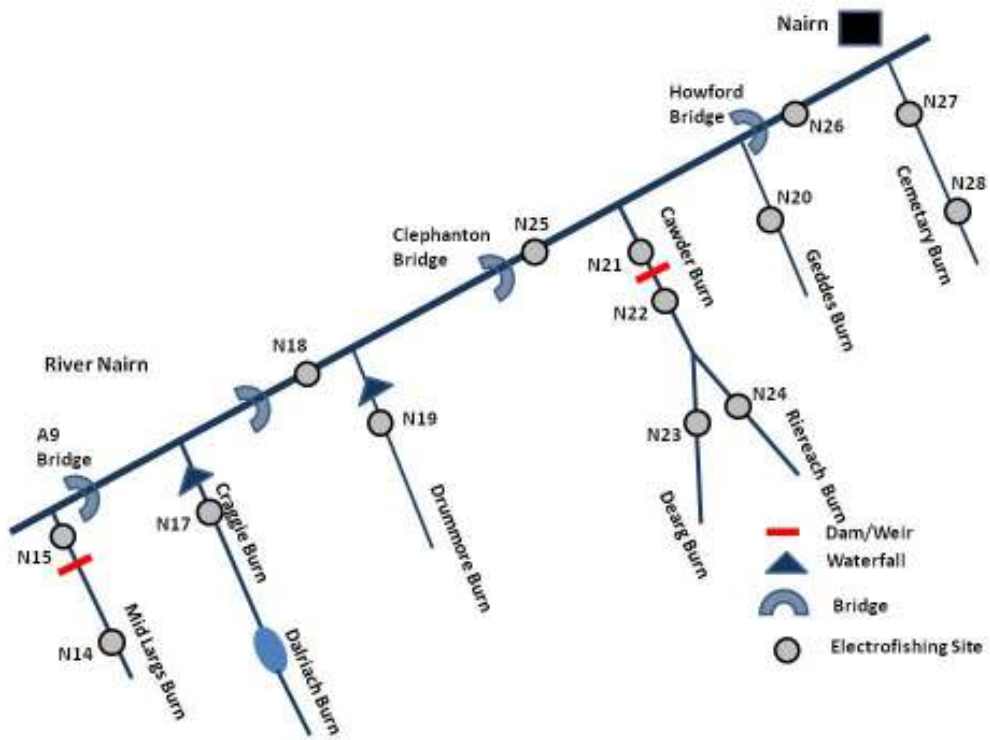 Nairn
Howford
Bridge
N27
N26
N28
Cemetary Burn
N20
Geddes Burn
N25
Clephanton
Bridge
Cawder Burn
N21
N22
N18
River Nairn
N24
N23
Riereach Burn
Dearg Burn
N19
Drummore Burn
A9
Bridge
N17
Craggie Burn
N15
N14
Mid Largs Burn
Dalriach Burn
Dam/Weir
Waterfall
Bridge
Electrofishing Site